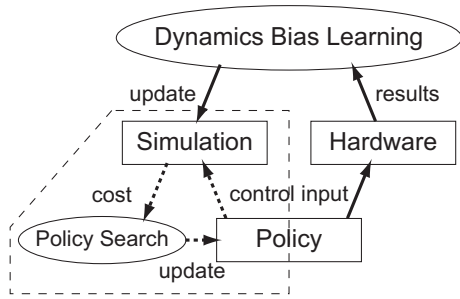 Dynamics Bias Learning
update
results
Simulation
Hardware
cost
control input
Policy Search
Policy
update